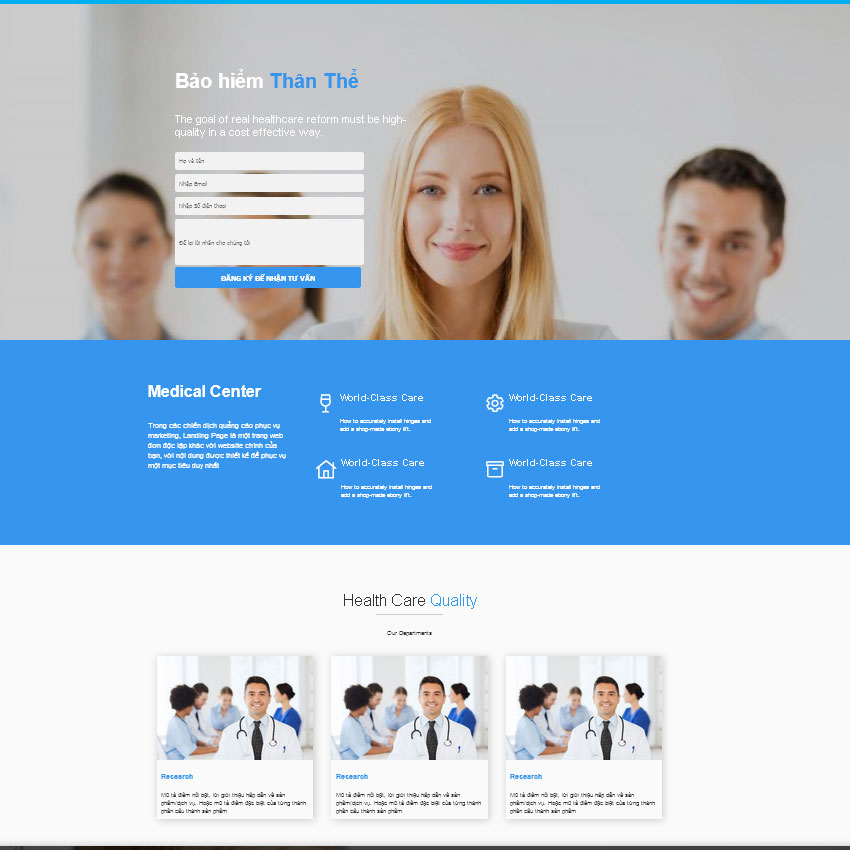 Bảo hiểm Thân Thể
The goal of real healthcare reform must be high-
quality in a cost effective way.
Họ và tên
Nhập Email
Nhập Số điện thoại
Để lại lời nhắn cho chúng tôi
ĐĂNG KÝ ĐỂ NHẬN TƯ VẤN
Medical Center
Trong các chiến dịch quảng cáo phục vụ
marketing, Landing Page là một trang web
đơn độc lập khác với website chính của
bạn, với nội dung được thiết kế để phục vụ
một mục tiêu duy nhất
World-Class Care
How to accurately install hinges and
add a shop-made ebony lift.
World-Class Care
How to accurately install hinges and
add a shop-made ebony lift.
World-Class Care
How to accurately install hinges and
add a shop-made ebony lift.
World-Class Care
How to accurately install hinges and
add a shop-made ebony lift.
Health Care Quality
Our Departments
Research
Mô tả điểm nổi bật, lời giới thiệu hấp dẫn về sản
phẩm/dịch vụ. Hoặc mô tả điểm đặc biệt của từng thành
phần cấu thành sản phẩm
Research
Mô tả điểm nổi bật, lời giới thiệu hấp dẫn về sản
phẩm/dịch vụ. Hoặc mô tả điểm đặc biệt của từng thành
phần cấu thành sản phẩm
Research
Mô tả điểm nổi bật, lời giới thiệu hấp dẫn về sản
phẩm/dịch vụ. Hoặc mô tả điểm đặc biệt của từng thành
phần cấu thành sản phẩm